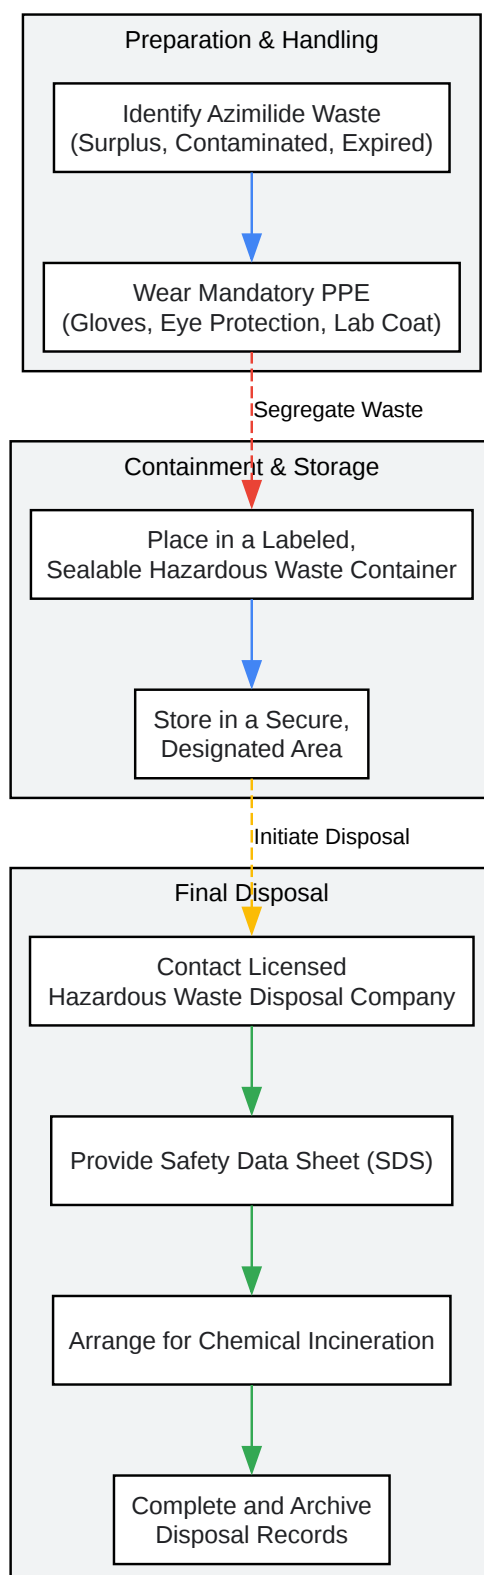 Preparation & Handling
Identify Azimilide Waste
(Surplus, Contaminated, Expired)
Wear Mandatory PPE
(Gloves, Eye Protection, Lab Coat)
Segregate Waste
Containment & Storage
Place in a Labeled,
Sealable Hazardous Waste Container
Store in a Secure,
Designated Area
Initiate Disposal
Final Disposal
Contact Licensed
Hazardous Waste Disposal Company
Provide Safety Data Sheet (SDS)
Arrange for Chemical Incineration
Complete and Archive
Disposal Records